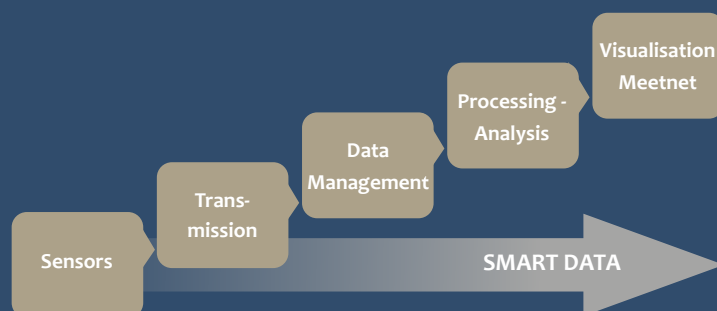 Sensors
Trans-
mission
Data
Management
Processing -
Analysis
Visualisation
Meetnet
SMART DATA